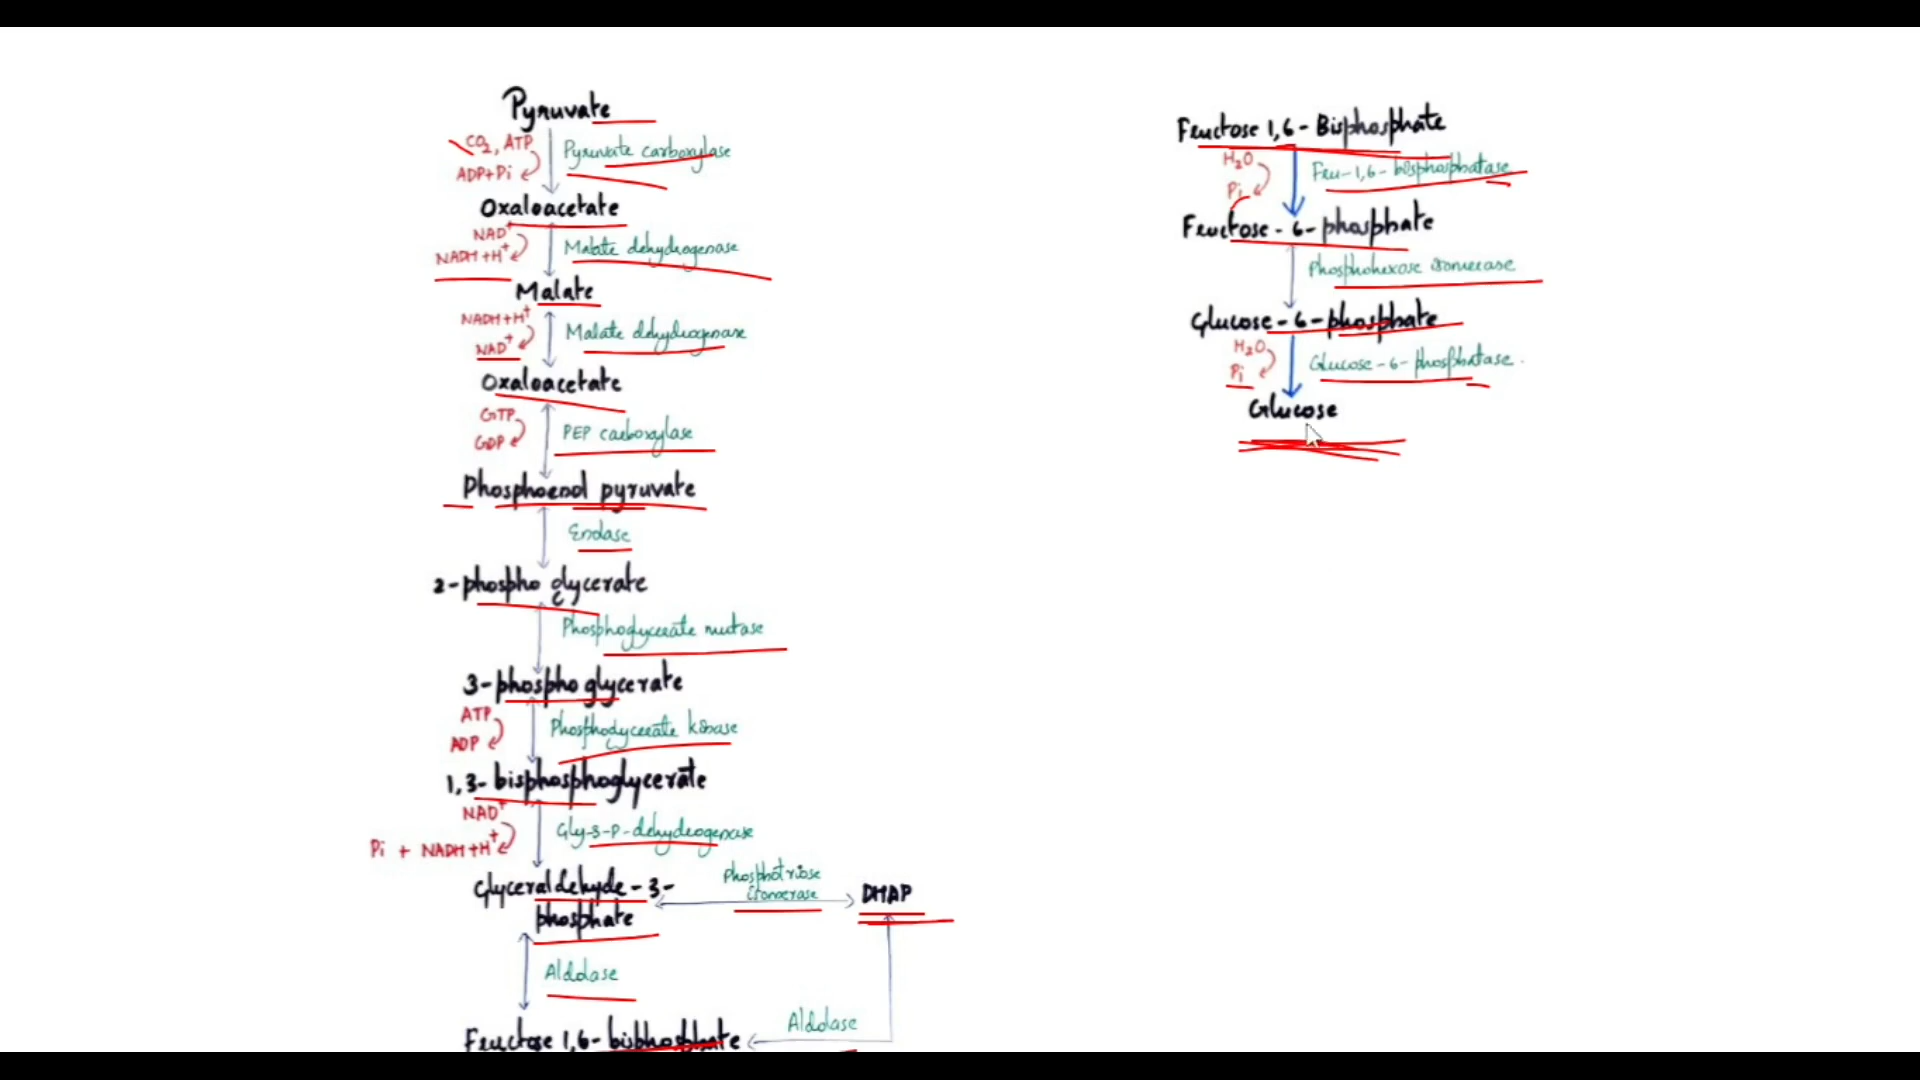 Pyruvate
CO2, ATP
Pyruvate carboxylase
ADP+Pi
Oxaloacetate
NAD+
Malate dehydrogenase
NADH+H+
Malate
NADH+H+
Malate dehydrogenase
NAD+
Oxaloacetate
GTP
PEP carboxylase
GDP
Phosphoenol pyruvate
Enolase
2-phospho glycerate
Phosphoglycerate mutase
3-phospho glycerate
ATP
Phosphoglycerate kinase
ADP
1,3-bisphosphoglycerate
NAD+
Gly-3-P-dehydrogenase
Pi + NADH+H+
Glyceraldehyde-3-
phosphate
Phosphotriose
isomerase
DHAP
Aldolase
Aldolase
Fructose 1,6-bisphosphate
Fructose 1,6-Bisphosphate
H2O
Fru-1,6-bisphosphatase
Pi
Fructose-6-phosphate
Phosphohexose isomerase
Glucose-6-phosphate
H2O
Glucose-6-phosphatase.
Pi
Glucose